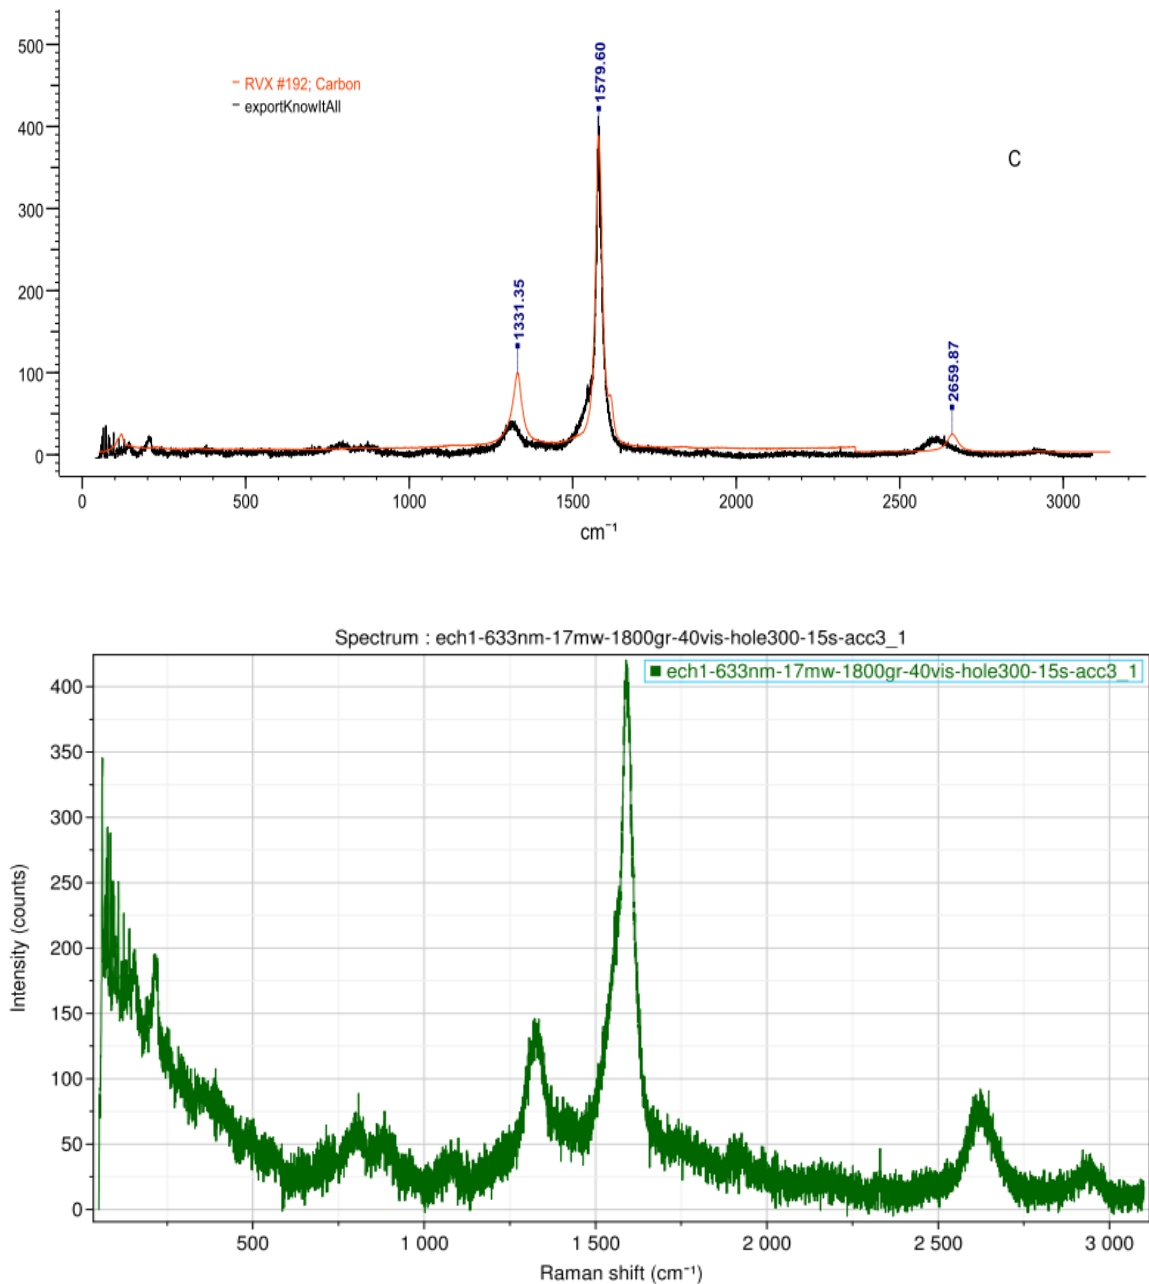 500
400
300
200
100
0
RVX #192; Carbon
exportKnowItAll
1331.35
1579.60
2659.87
C
0 500 1000 1500 2000 2500 3000
cm⁻¹
Spectrum : ech1-633nm-17mw-1800gr-40vis-hole300-15s-acc3_1
ech1-633nm-17mw-1800gr-40vis-hole300-15s-acc3_1
Intensity (counts)
400
350
300
250
200
150
100
50
0
500 1 000 1 500 2 000 2 500 3 000
Raman shift (cm⁻¹)